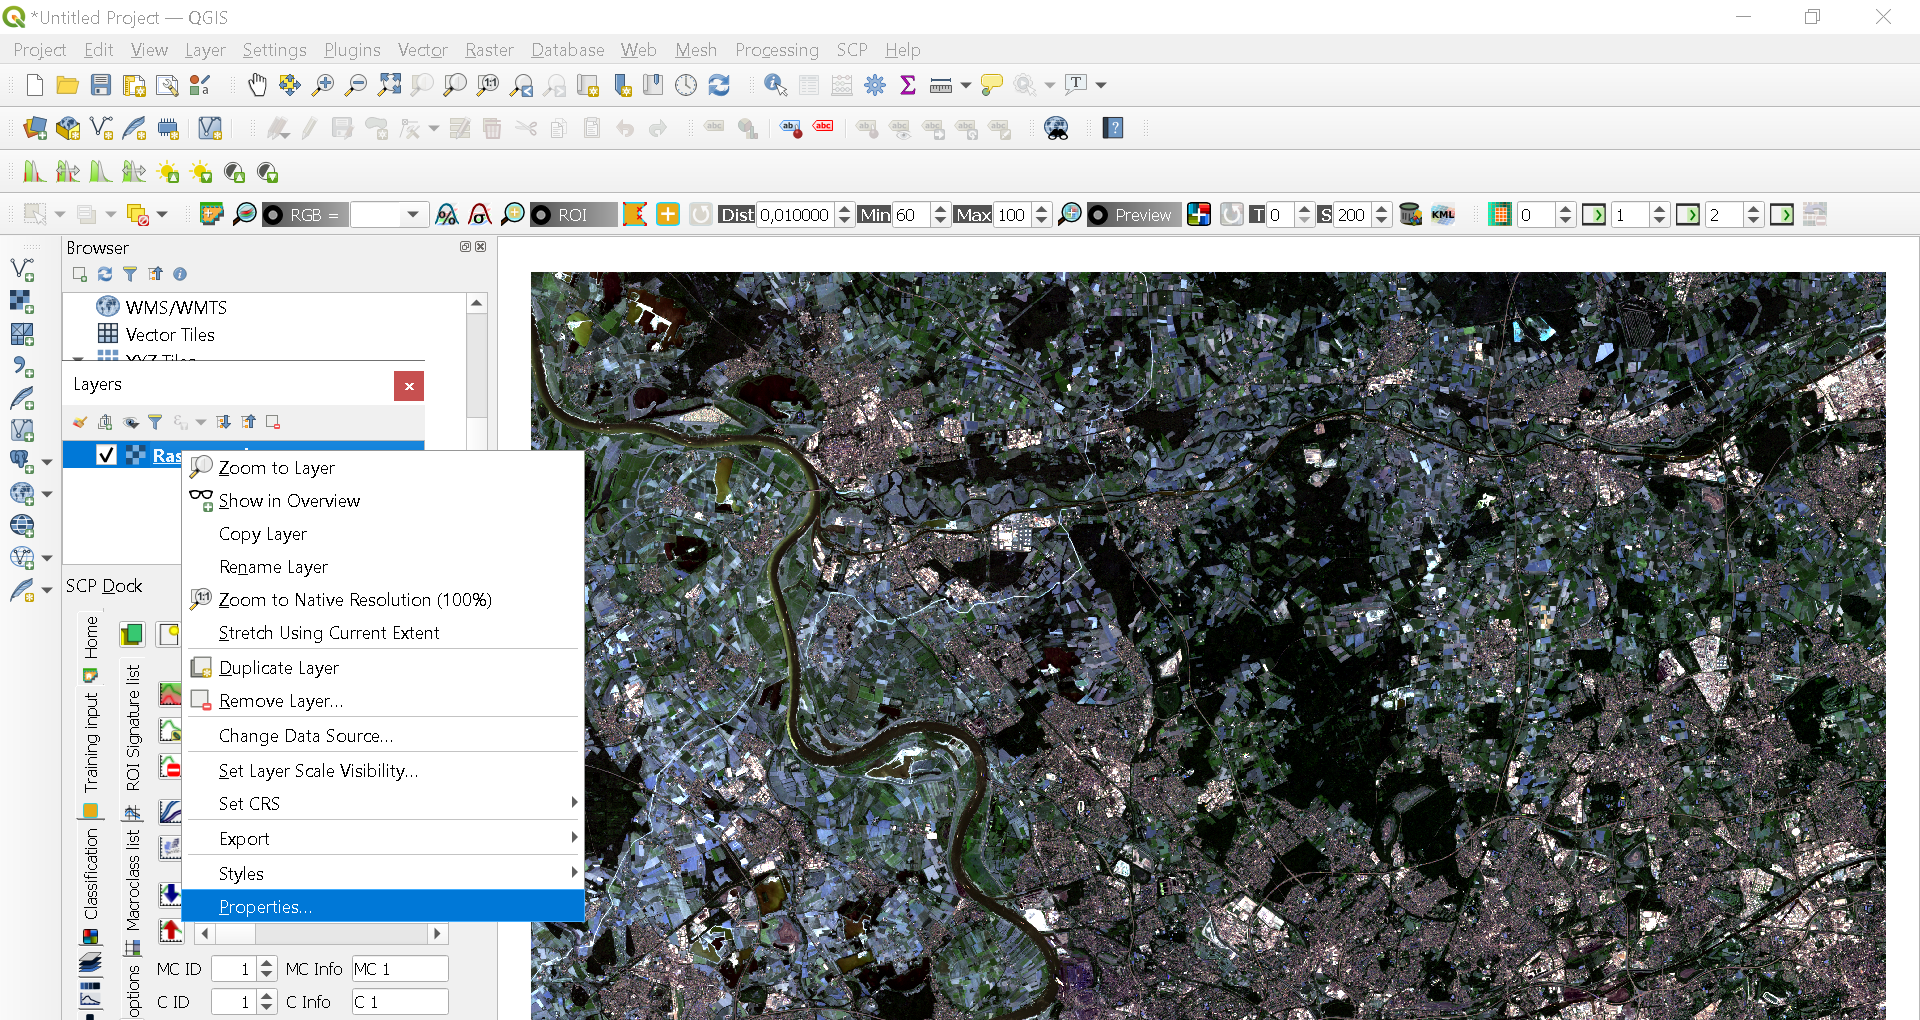 *Untitled Project — QGIS
Project Edit View Layer Settings Plugins Vector Raster Database Web Mesh Processing SCP Help
RGB = ROI Dist 0,010000 Min 60 Max 100 Preview T 0 S 200 KML 0 1 2
Browser
WMS/WMTS
Vector Tiles
XYZ Tiles
Layers
Ras
Zoom to Layer
Show in Overview
Copy Layer
Rename Layer
Zoom to Native Resolution (100%)
Stretch Using Current Extent
Duplicate Layer
Remove Layer...
Change Data Source...
Set Layer Scale Visibility...
Set CRS
Export
Styles
Properties...
SCP Dock
Home
Training input
Classification
ROI Signature list
Macroclass list
options
MC ID 1 MC Info MC 1
C ID 1 C Info C 1